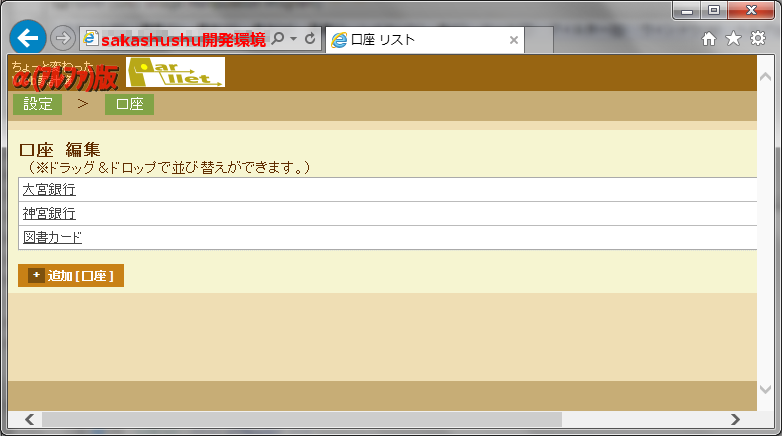 sakashushu開発環境
口座 リスト
ちょっと変わった
α(アルファ)版
Par
llet
設定 > 口座
口座 編集
(※ドラッグ&ドロップで並び替えができます。)
大宮銀行
神宮銀行
図書カード
+ 追加 [口座]